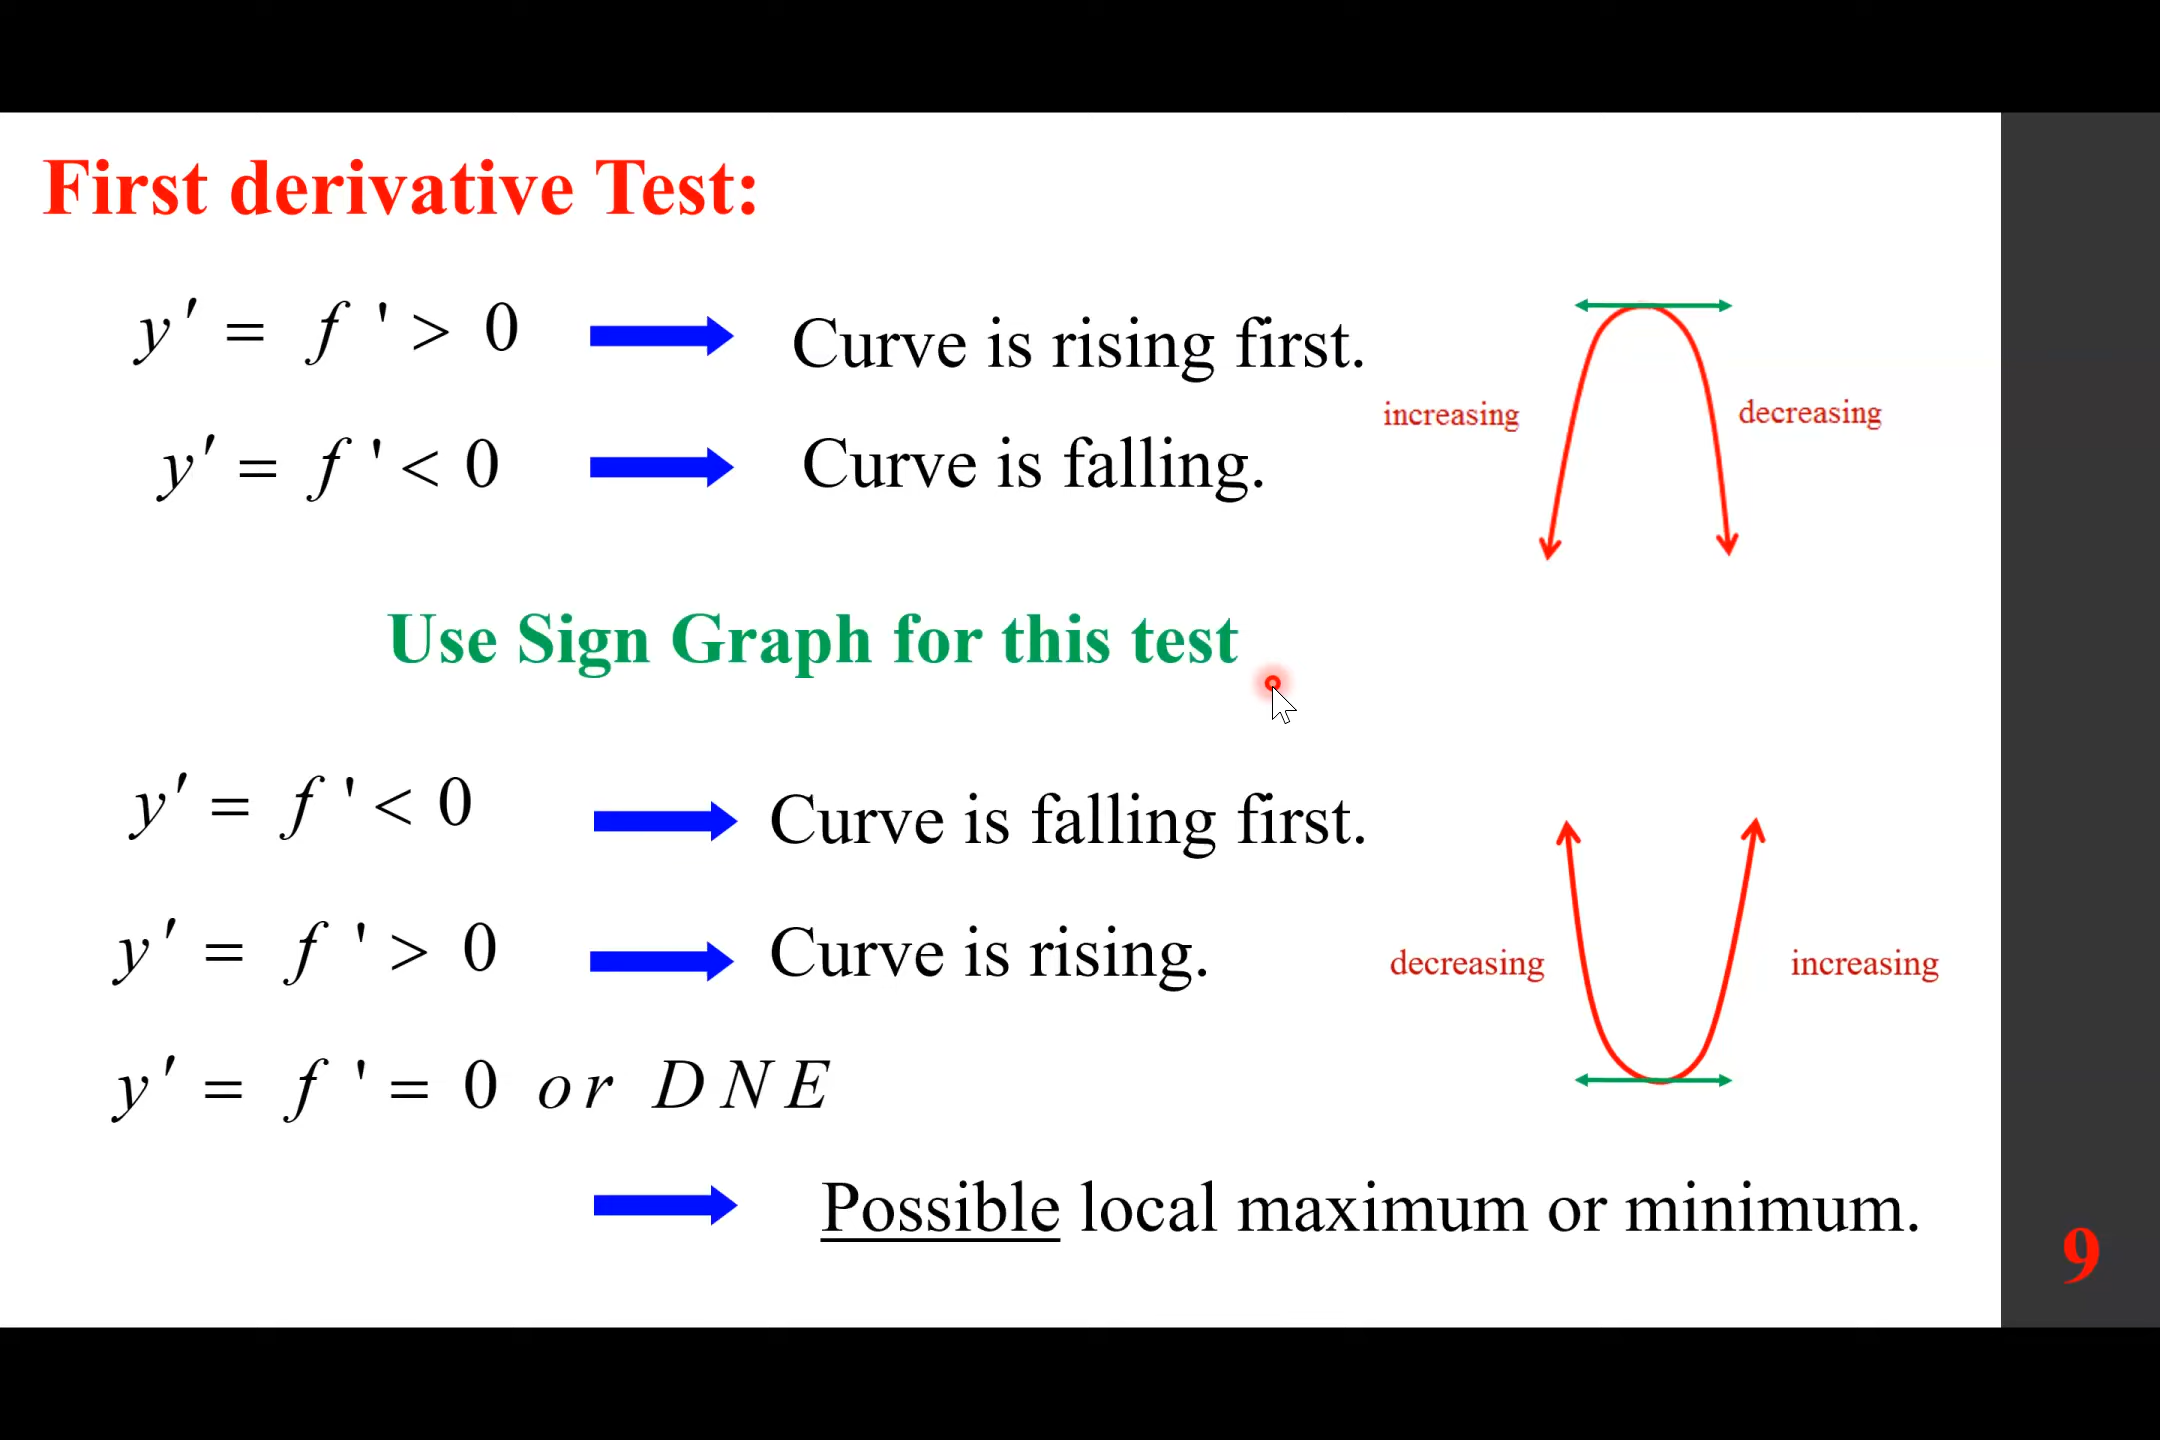 First derivative Test:
y′ = f ' > 0 Curve is rising first.
increasing decreasing
y′ = f ' < 0 Curve is falling.
Use Sign Graph for this test
y′ = f ' < 0 Curve is falling first.
y′ = f ' > 0 Curve is rising.
decreasing increasing
y′ = f ' = 0 or DNE
Possible local maximum or minimum.
9